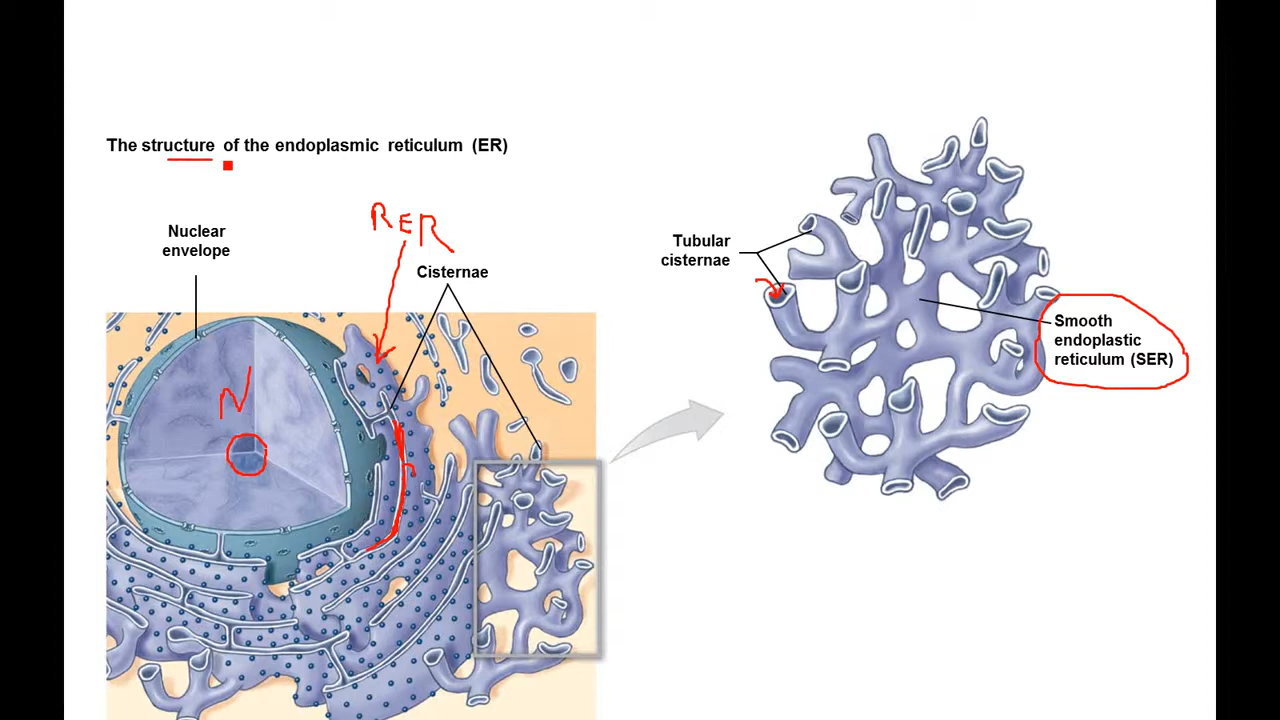 The structure of the endoplasmic reticulum (ER)
Nuclear
envelope
RER
Cisternae
N
Tubular
cisternae
Smooth
endoplastic
reticulum (SER)